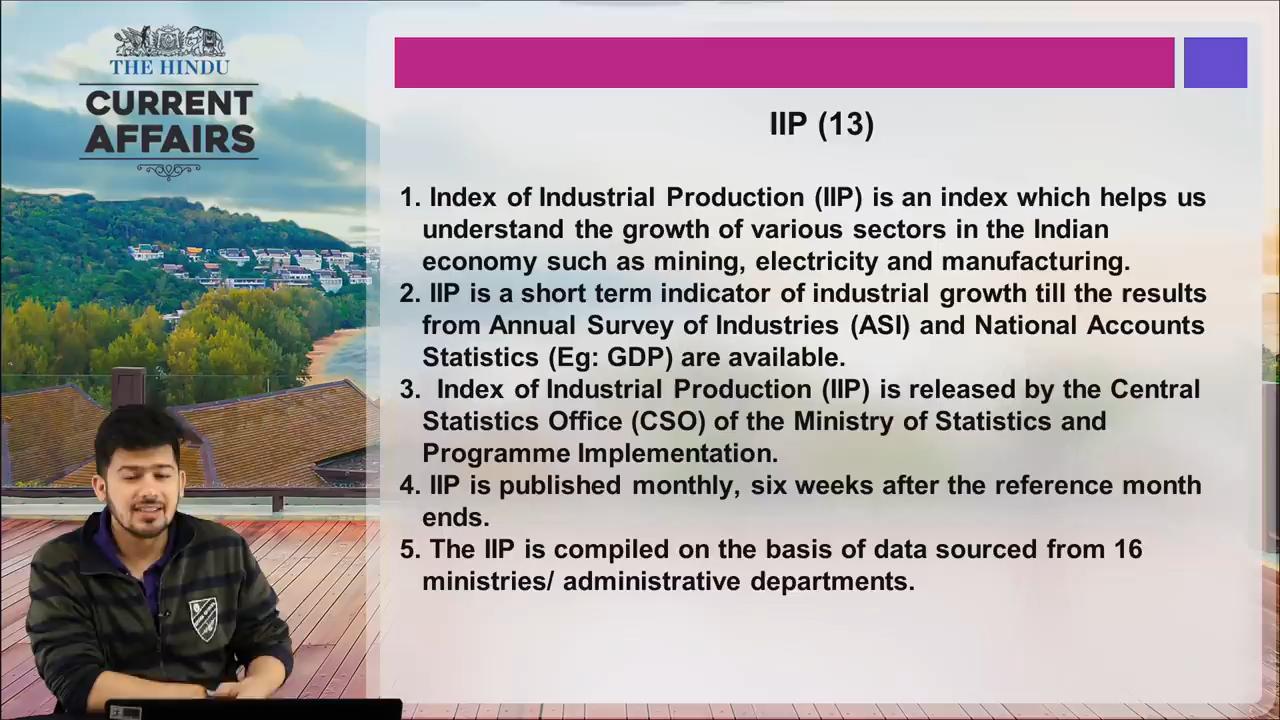 THE HINDU
CURRENT
AFFAIRS
IIP (13)
1. Index of Industrial Production (IIP) is an index which helps us
understand the growth of various sectors in the Indian
economy such as mining, electricity and manufacturing.
2. IIP is a short term indicator of industrial growth till the results
from Annual Survey of Industries (ASI) and National Accounts
Statistics (Eg: GDP) are available.
3. Index of Industrial Production (IIP) is released by the Central
Statistics Office (CSO) of the Ministry of Statistics and
Programme Implementation.
4. IIP is published monthly, six weeks after the reference month
ends.
5. The IIP is compiled on the basis of data sourced from 16
ministries/ administrative departments.